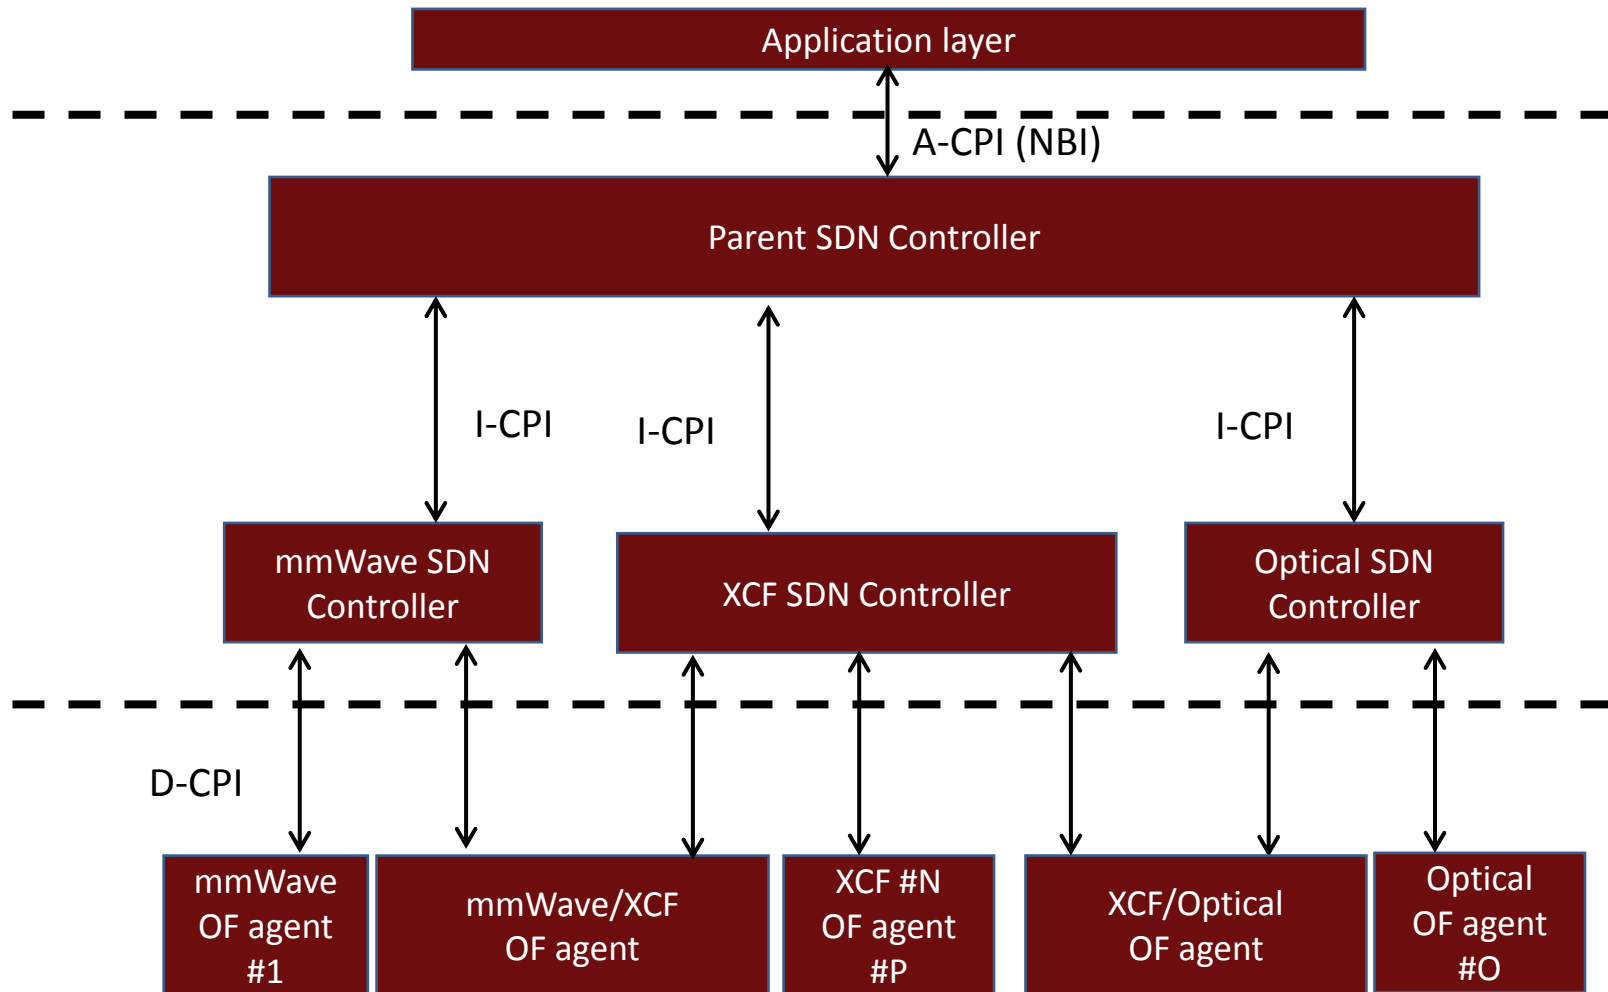 Application layer
A-CPI (NBI)
Parent SDN Controller
I-CPI
I-CPI
I-CPI
mmWave SDN
Controller
XCF SDN Controller
Optical SDN
Controller
D-CPI
mmWave
OF agent
#1
mmWave/XCF
OF agent
XCF #N
OF agent
#P
XCF/Optical
OF agent
Optical
OF agent
#O